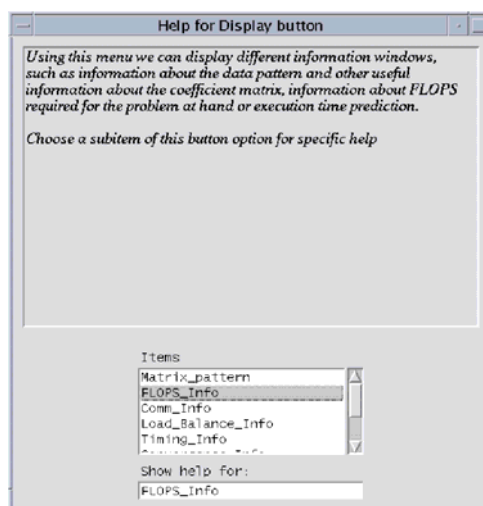 Help for Display button
Using this menu we can display different information windows,
such as information about the data pattern and other useful
information about the coefficient matrix, information about FLOPS
required for the problem at hand or execution time prediction.
Choose a subitem of this button option for specific help
Items
Matrix_pattern
FLOPS_Info
Comm_Info
Load_Balance_Info
Timing_Info
Show help for:
FLOPS_Info